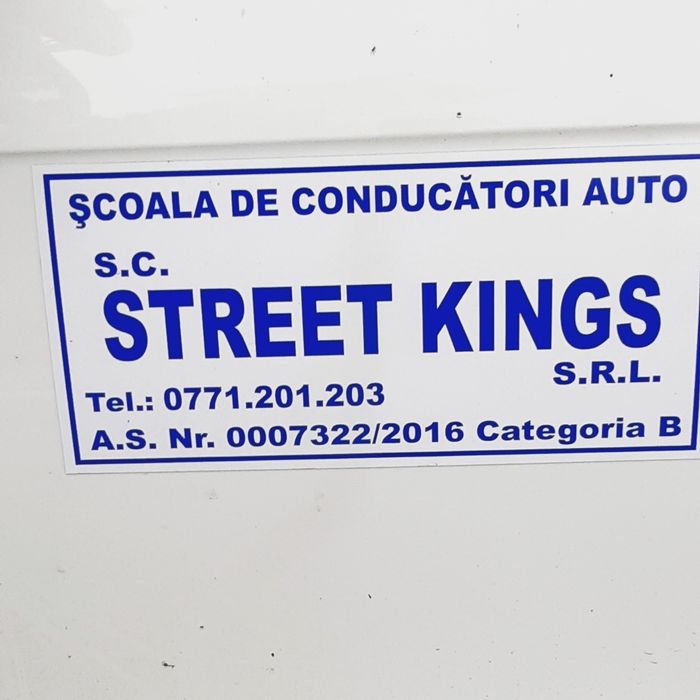 ŞCOALA DE CONDUCĂTORI AUTO
S.C.
STREET KINGS
S.R.L.
Tel.: 0771.201.203
A.S. Nr. 0007322/2016 Categoria B